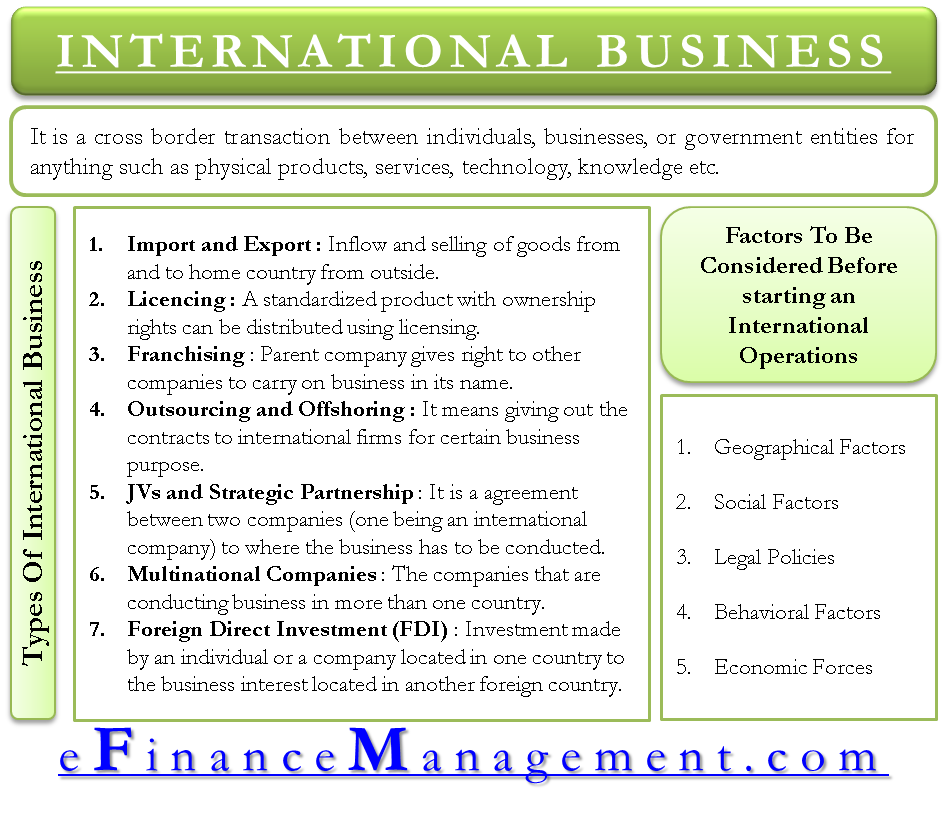 INTERNATIONAL BUSINESS
It is a cross border transaction between individuals, businesses, or government entities for
anything such as physical products, services, technology, knowledge etc.
Types Of International Business
1. Import and Export : Inflow and selling of goods from
and to home country from outside.
2. Licencing : A standardized product with ownership
rights can be distributed using licensing.
3. Franchising : Parent company gives right to other
companies to carry on business in its name.
4. Outsourcing and Offshoring : It means giving out the
contracts to international firms for certain business
purpose.
5. JVs and Strategic Partnership : It is a agreement
between two companies (one being an international
company) to where the business has to be conducted.
6. Multinational Companies : The companies that are
conducting business in more than one country.
7. Foreign Direct Investment (FDI) : Investment made
by an individual or a company located in one country to
the business interest located in another foreign country.
Factors To Be
Considered Before
starting an
International
Operations
1. Geographical Factors
2. Social Factors
3. Legal Policies
4. Behavioral Factors
5. Economic Forces
eFinanceManagement.com